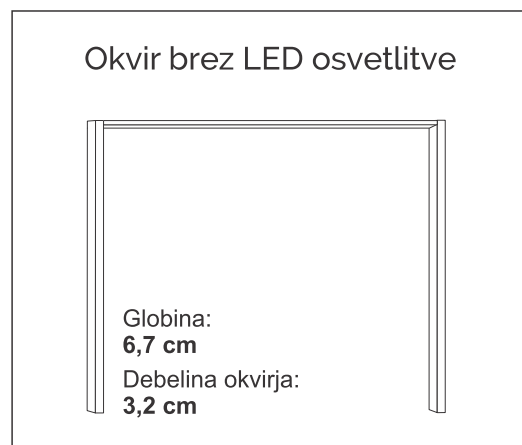 Okvir brez LED osvetlitve
Globina:
6,7 cm
Debelina okvirja:
3,2 cm